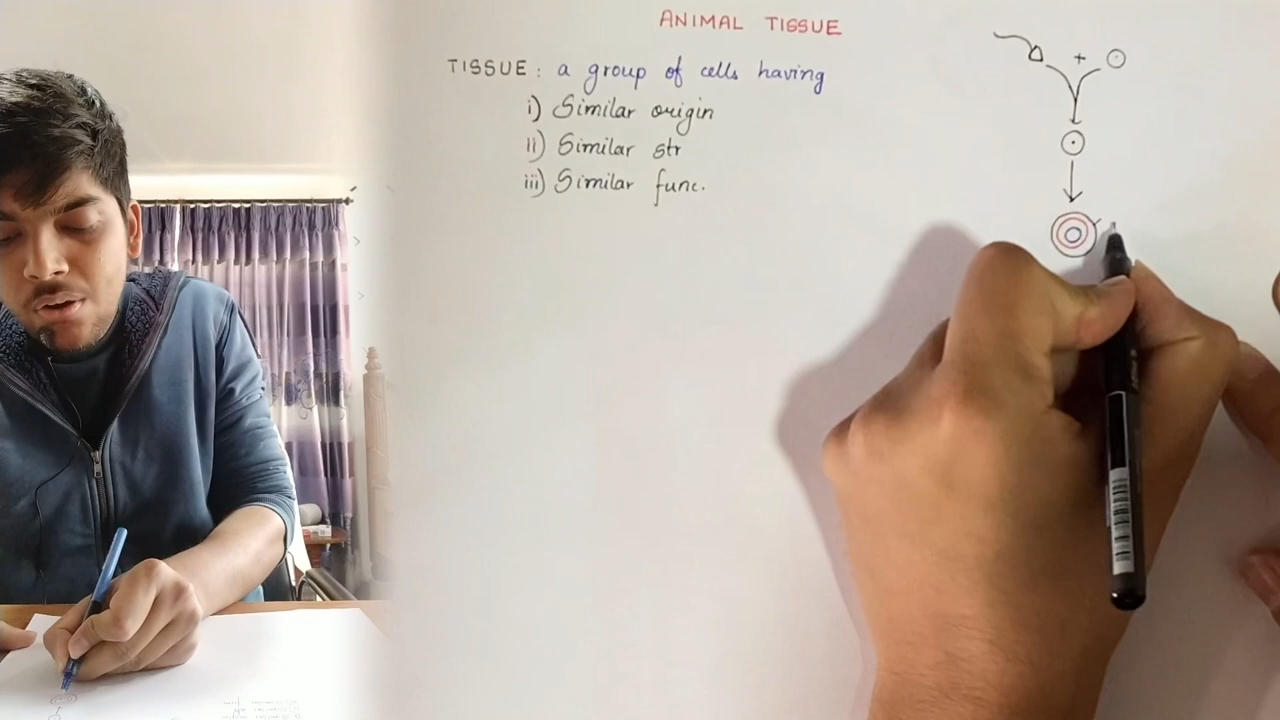 ANIMAL TISSUE
TISSUE : a group of cells having
i) Similar origin
ii) Similar str
iii) Similar func.
+